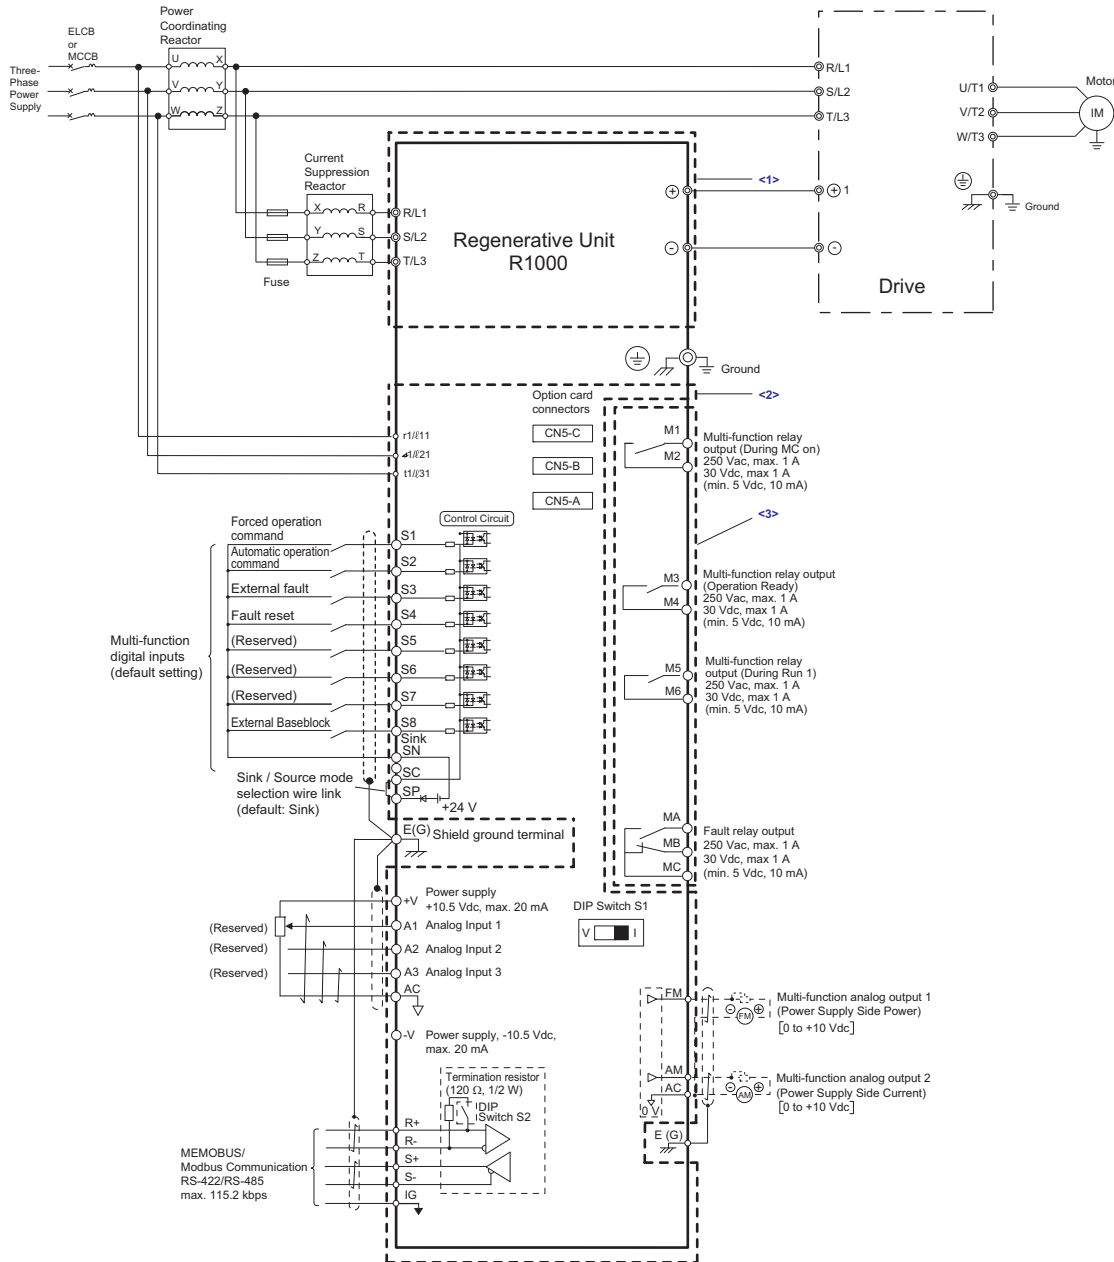 Power
Coordinating
Reactor
ELCB
or
MCCB
Three-
Phase
Power
Supply
U X
V Y
W Z
R/L1
S/L2
T/L3
U/T1
V/T2
W/T3
Motor
IM
Ground
+ 1
-
Drive
Current
Suppression
Reactor
X R
Y S
Z T
Fuse
R/L1
S/L2
T/L3
Regenerative Unit
R1000
+
-
<1>
Ground
<2>
Option card
connectors
CN5-C
CN5-B
CN5-A
r1/ℓ11
1/ℓ21
t1/ℓ31
M1
M2
Multi-function relay
output (During MC on)
250 Vac, max. 1 A
30 Vdc, max 1 A
(min. 5 Vdc, 10 mA)
<3>
M3
M4
Multi-function relay output
(Operation Ready)
250 Vac, max. 1 A
30 Vdc, max 1 A
(min. 5 Vdc, 10 mA)
M5
M6
Multi-function relay
output (During Run 1)
250 Vac, max. 1 A
30 Vdc, max 1 A
(min. 5 Vdc, 10 mA)
MA
MB
MC
Fault relay output
250 Vac, max. 1 A
30 Vdc, max 1 A
(min. 5 Vdc, 10 mA)
Control Circuit
Multi-function
digital inputs
(default setting)
Forced operation
command
S1
Automatic operation
command
S2
External fault
S3
Fault reset
S4
(Reserved)
S5
(Reserved)
S6
(Reserved)
S7
External Baseblock
S8
Sink
SN
SC
SP
+24 V
Sink / Source mode
selection wire link
(default: Sink)
E(G) Shield ground terminal
+V
Power supply
+10.5 Vdc, max. 20 mA
(Reserved)
A1 Analog Input 1
(Reserved)
A2 Analog Input 2
(Reserved)
A3 Analog Input 3
AC
-V Power supply, -10.5 Vdc,
max. 20 mA
DIP Switch S1
V I
FM
- +
FM
Multi-function analog output 1
(Power Supply Side Power)
[0 to +10 Vdc]
AM
AC
- +
AM
0 V
Multi-function analog output 2
(Power Supply Side Current)
[0 to +10 Vdc]
E (G)
Termination resistor
(120 Ω, 1/2 W)
DIP
Switch S2
MEMOBUS/
Modbus Communication
RS-422/RS-485
max. 115.2 kbps
R+
R-
S+
S-
IG